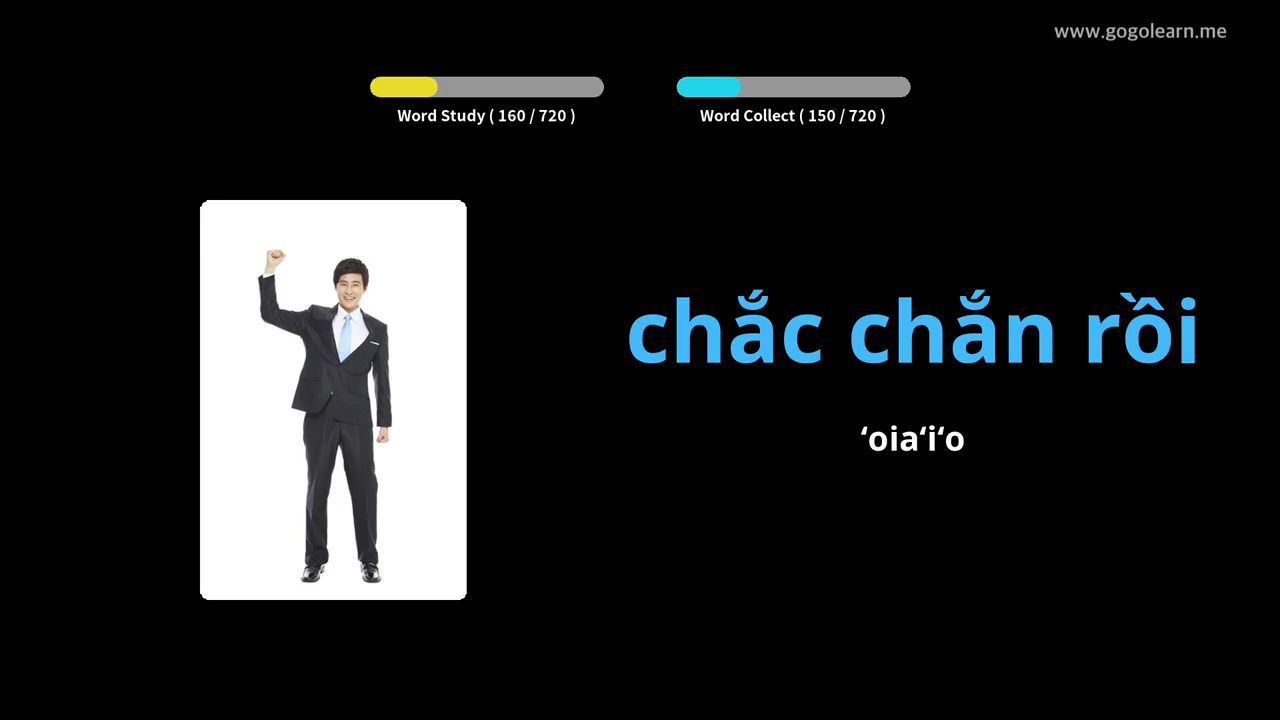 www.gogolearn.me
Word Study ( 160 / 720 )
Word Collect ( 150 / 720 )
chắc chắn rồi
ʻoiaʻiʻo